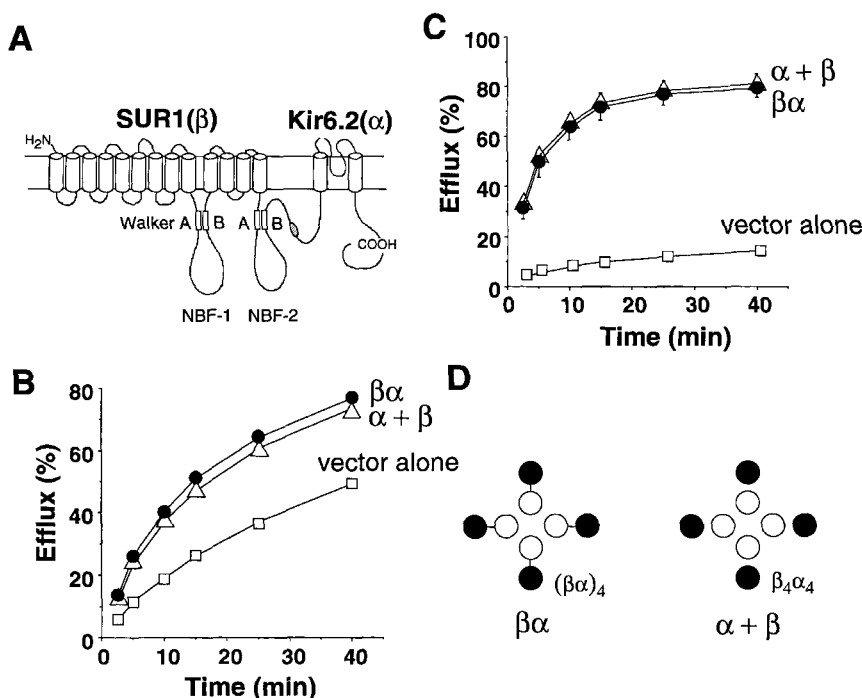 A
SUR1(β)
Kir6.2(α)
H₂N
Walker A B A B
COOH
NBF-1 NBF-2
B
80
60
40
20
0
Efflux (%)
βα
α + β
vector alone
0 10 20 30 40
Time (min)
C
100
80
60
40
20
0
Efflux (%)
α + β
βα
vector alone
0 10 20 30 40
Time (min)
D
(βα)₄
βα
β₄α₄
α + β